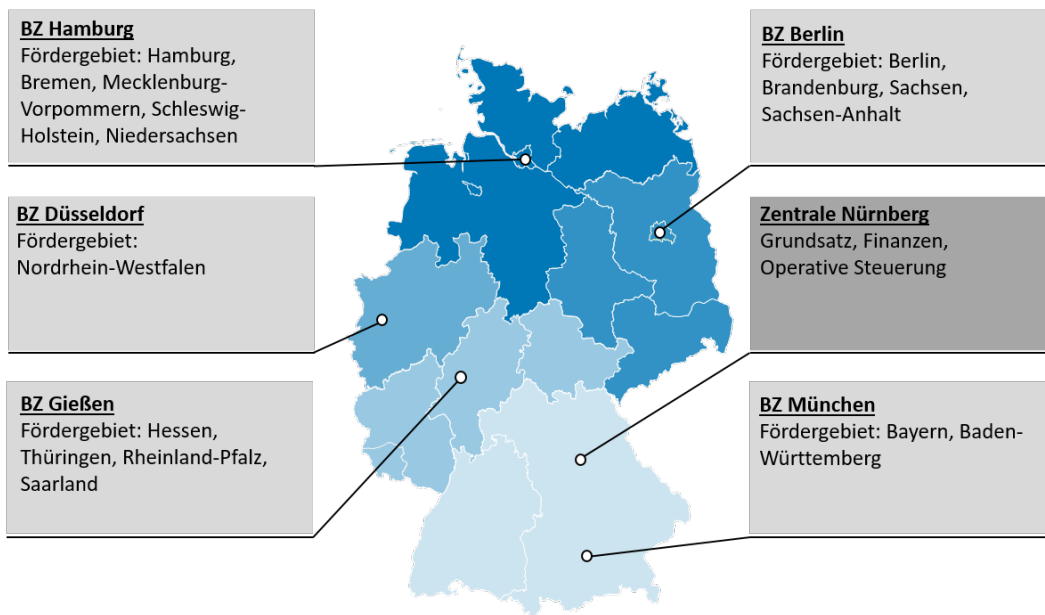 BZ Hamburg
Fördergebiet: Hamburg,
Bremen, Mecklenburg-
Vorpommern, Schleswig-
Holstein, Niedersachsen
BZ Berlin
Fördergebiet: Berlin,
Brandenburg, Sachsen,
Sachsen-Anhalt
BZ Düsseldorf
Fördergebiet:
Nordrhein-Westfalen
Zentrale Nürnberg
Grundsatz, Finanzen,
Operative Steuerung
BZ Gießen
Fördergebiet: Hessen,
Thüringen, Rheinland-Pfalz,
Saarland
BZ München
Fördergebiet: Bayern, Baden-
Württemberg